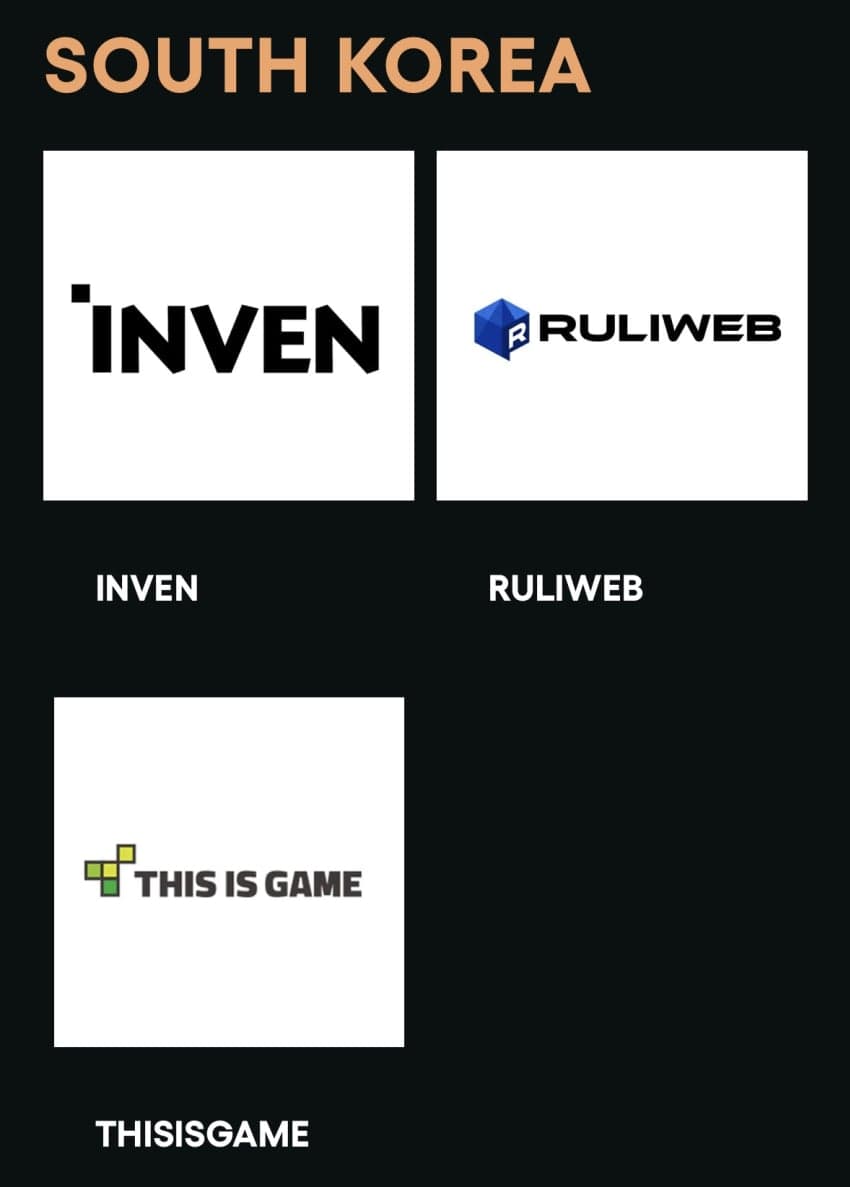 SOUTH KOREA
INVEN
R RULIWEB
INVEN
RULIWEB
THIS IS GAME
THISISGAME